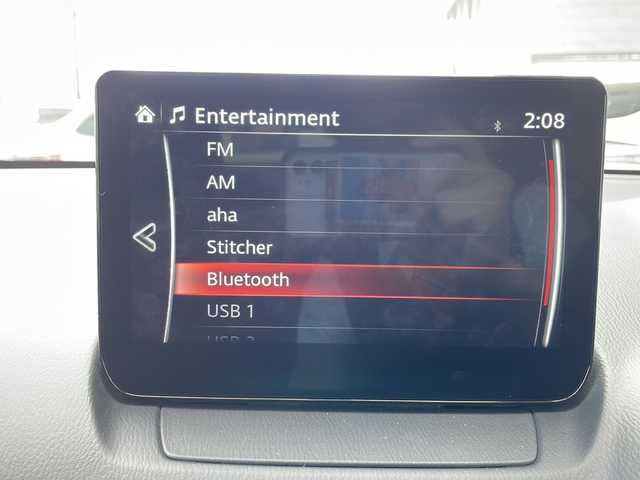 Entertainment 2:08
FM
AM
aha
Stitcher
Bluetooth
USB 1